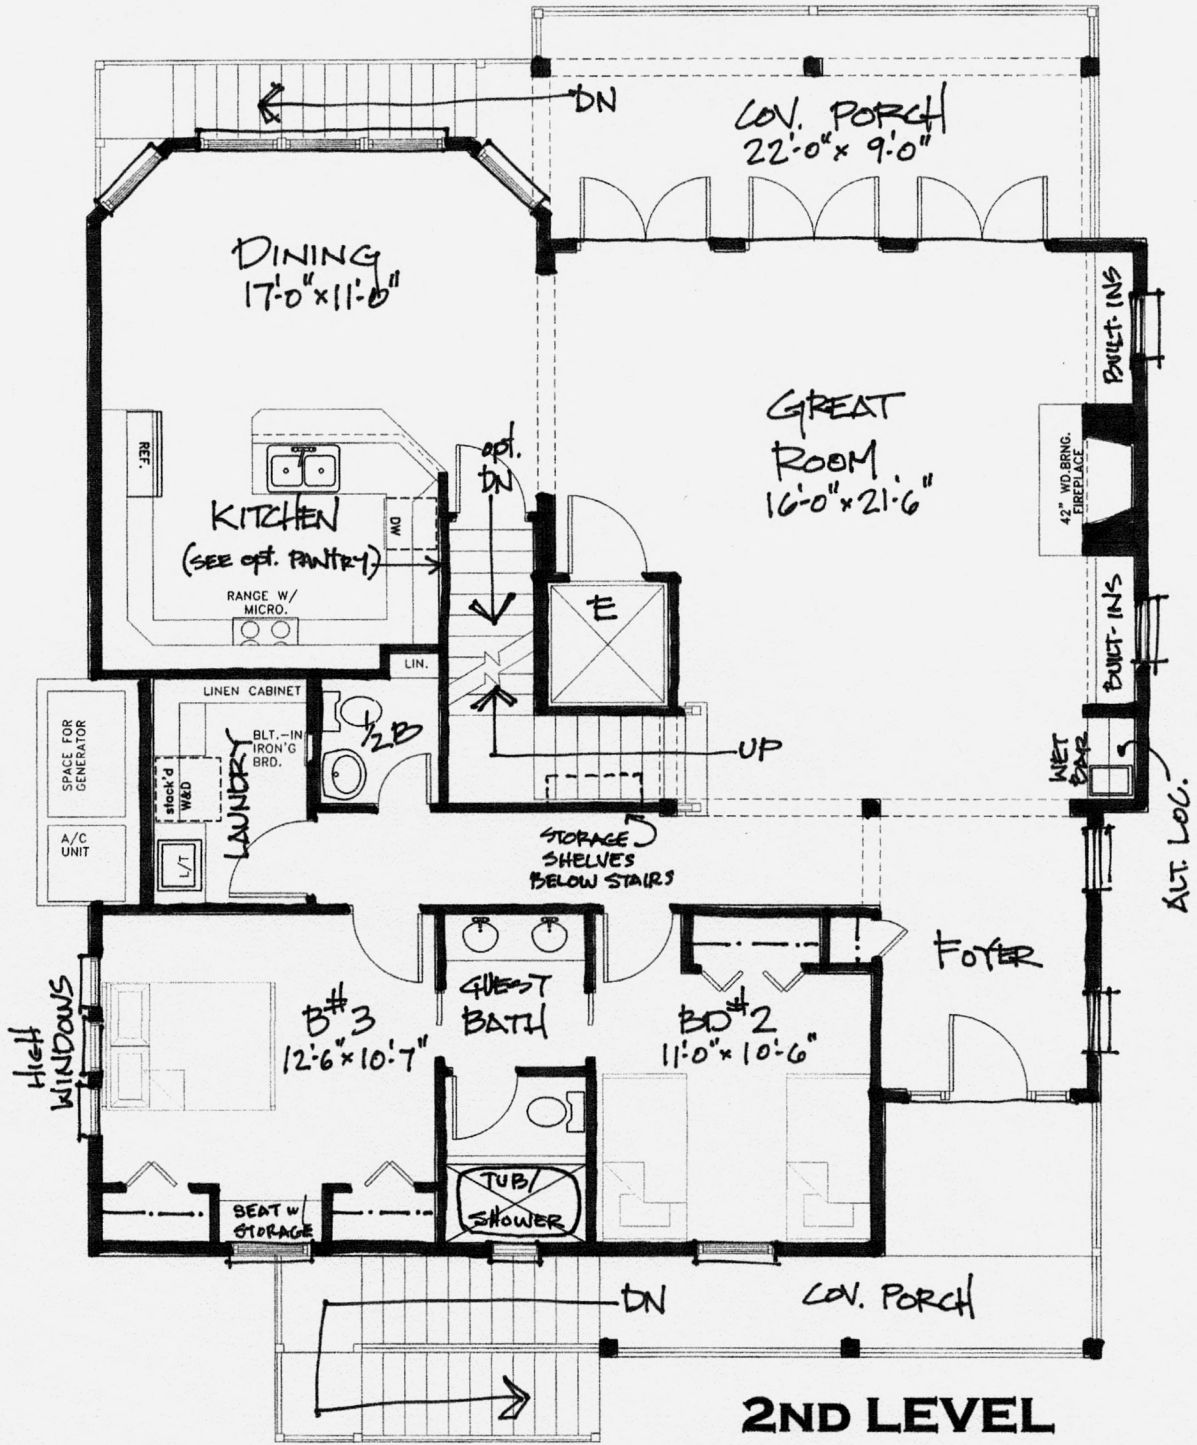 DN
COV. PORCH
22'-0" x 9'-0"
DINING
17'-0" x 11'-0"
BUILT-INS
GREAT
ROOM
16'-0" x 21'-6"
opt.
DN
REF.
42" WD.BRNG.
FIREPLACE
KITCHEN
(SEE opt. PANTRY)
DW
RANGE W/
MICRO.
E
BUILT-INS
LIN.
LINEN CABINET
SPACE FOR
GENERATOR
BLT.-IN
IRON'G
BRD.
1/2 B
LAUNDRY
stack'd
W&D
UP
WET
BAR
ALT. LOC.
A/C
UNIT
L/T
STORAGE
SHELVES
BELOW STAIRS
FOYER
HIGH
WINDOWS
B#3
12'-6" x 10'-7"
GUEST
BATH
BD#2
11'-0" x 10'-6"
SEAT w
STORAGE
TUB/
SHOWER
DN
COV. PORCH
2ND LEVEL